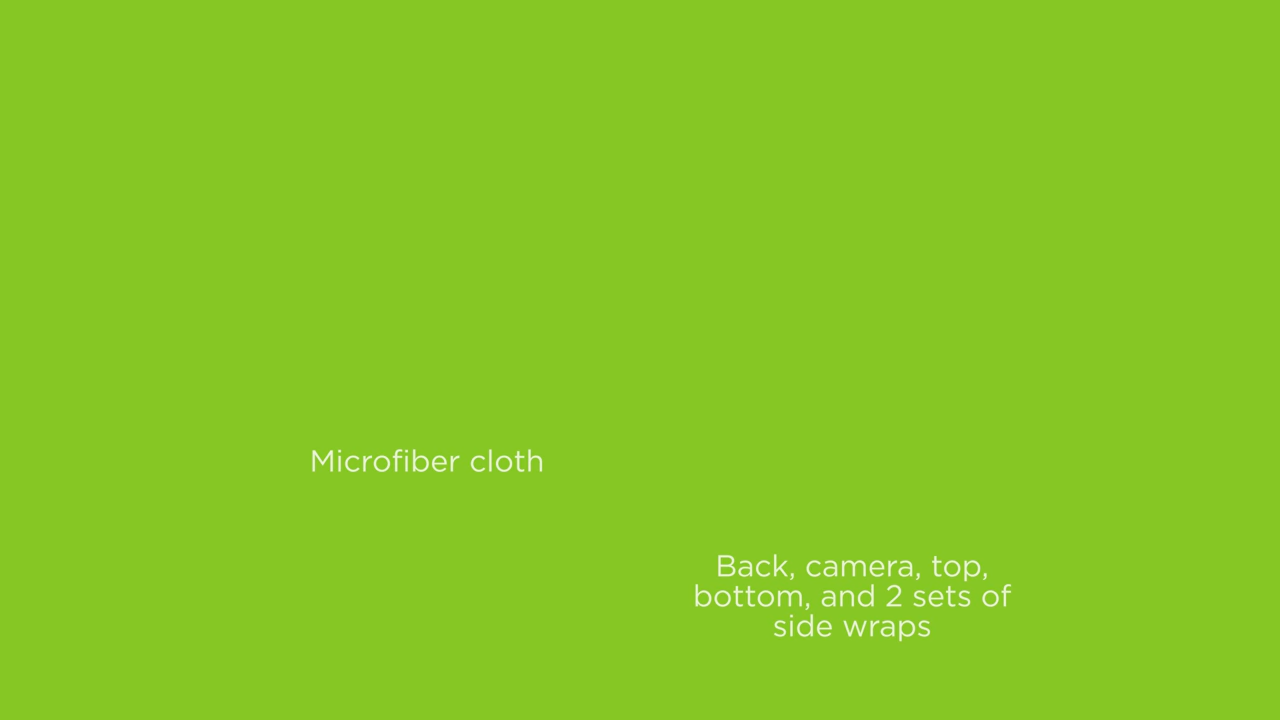 Microfiber cloth
Back, camera, top,
bottom, and 2 sets of
side wraps